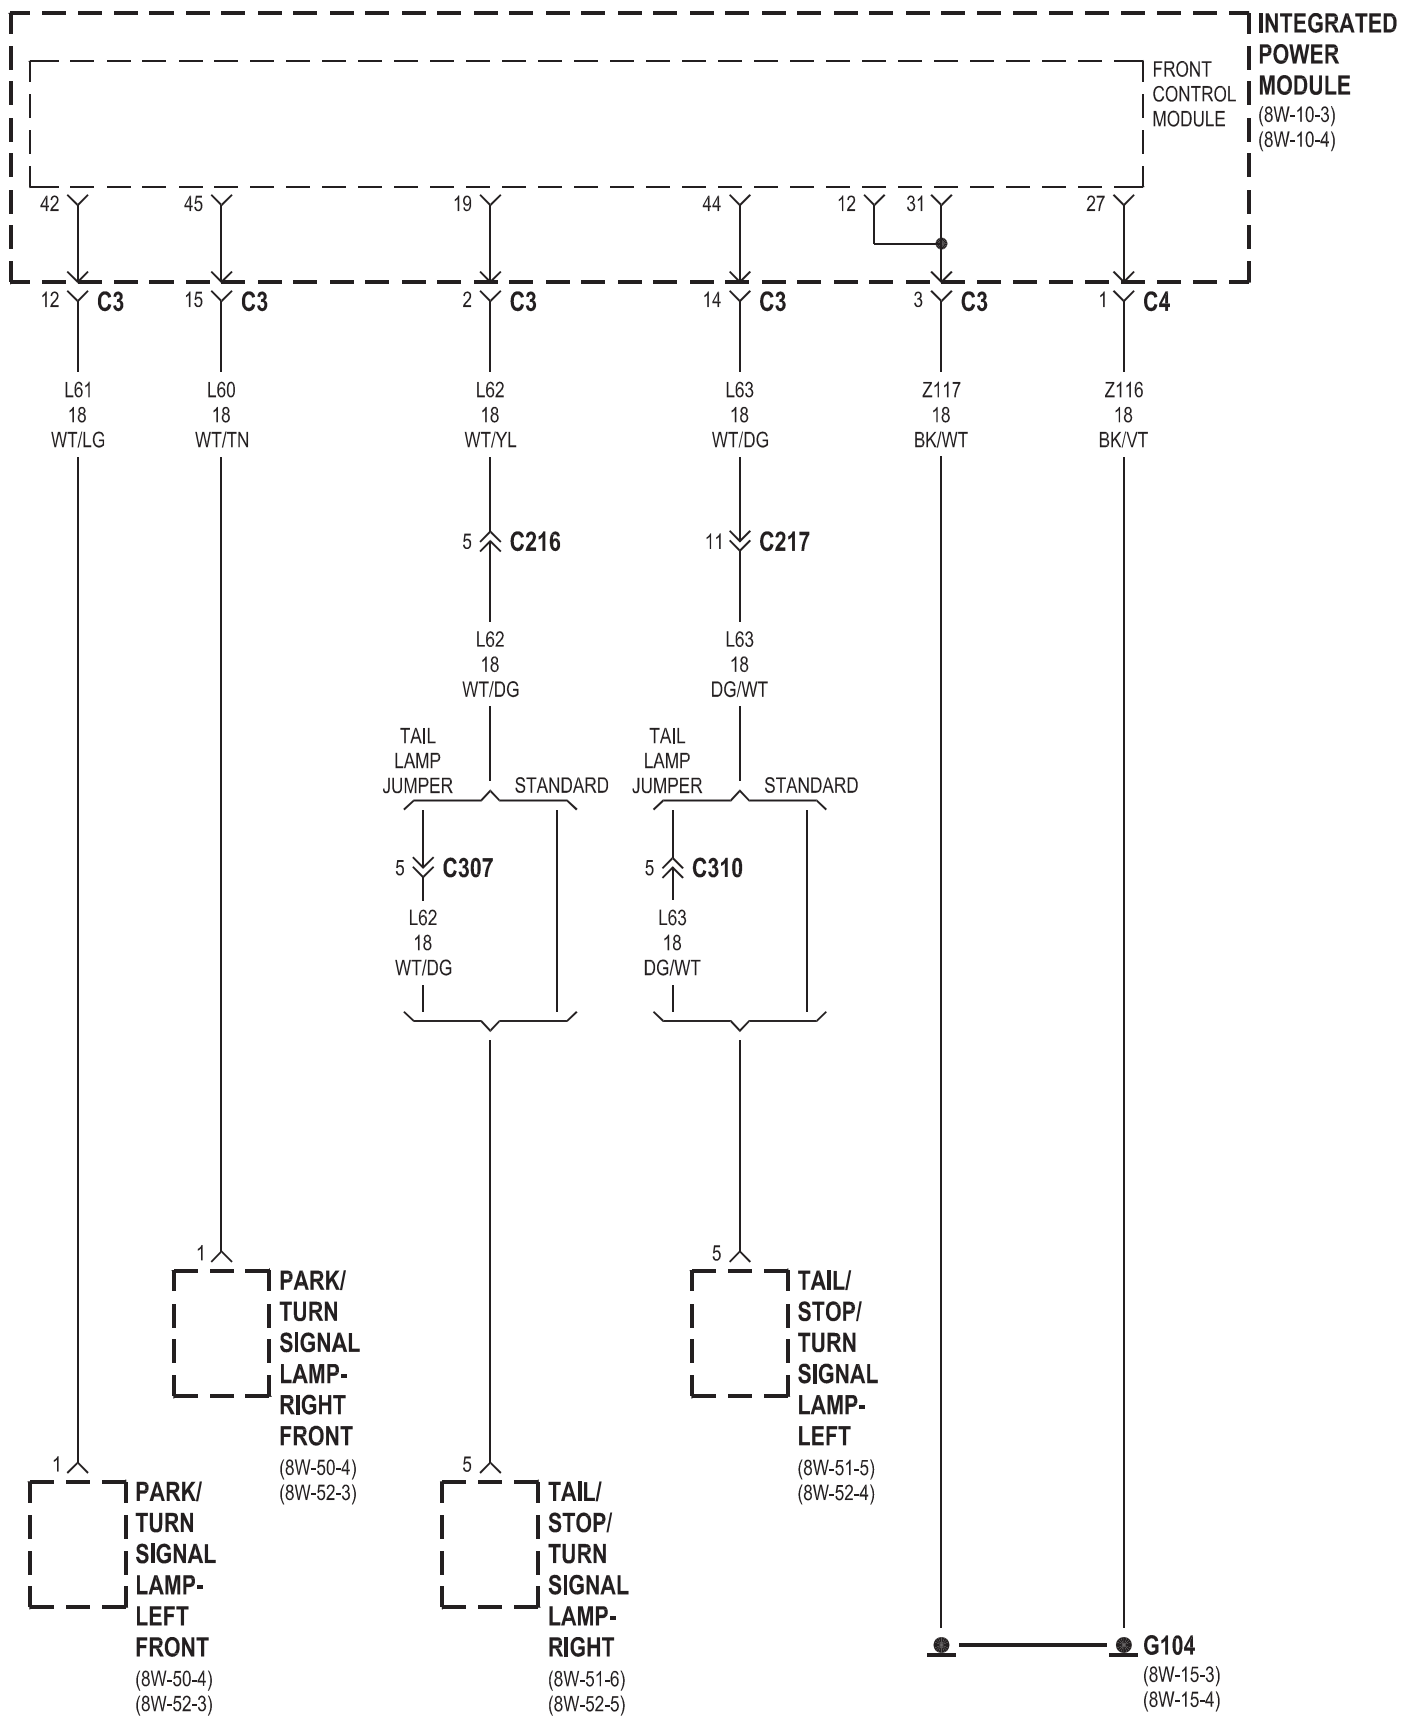 INTEGRATED
POWER
MODULE
(8W-10-3)
(8W-10-4)
FRONT
CONTROL
MODULE
42
45
19
44
12
31
27
12 C3
15 C3
2 C3
14 C3
3 C3
1 C4
L61
18
WT/LG
L60
18
WT/TN
L62
18
WT/YL
L63
18
WT/DG
Z117
18
BK/WT
Z116
18
BK/VT
5 C216
11 C217
L62
18
WT/DG
L63
18
DG/WT
TAIL
LAMP
JUMPER
STANDARD
TAIL
LAMP
JUMPER
STANDARD
5 C307
5 C310
L62
18
WT/DG
L63
18
DG/WT
1
PARK/
TURN
SIGNAL
LAMP-
RIGHT
FRONT
(8W-50-4)
(8W-52-3)
5
TAIL/
STOP/
TURN
SIGNAL
LAMP-
LEFT
(8W-51-5)
(8W-52-4)
1
PARK/
TURN
SIGNAL
LAMP-
LEFT
FRONT
(8W-50-4)
(8W-52-3)
5
TAIL/
STOP/
TURN
SIGNAL
LAMP-
RIGHT
(8W-51-6)
(8W-52-5)
G104
(8W-15-3)
(8W-15-4)